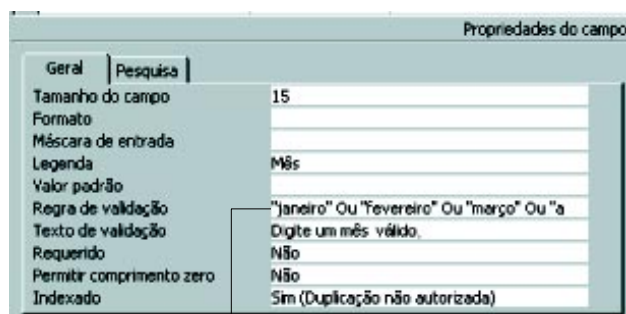 Propriedades do campo
Geral Pesquisa
Tamanho do campo 15
Formato
Máscara de entrada
Legenda Mês
Valor padrão
Regra de validação "janeiro" Ou "fevereiro" Ou "março" Ou "a
Texto de validação Digite um mês válido.
Requerido Não
Permitir comprimento zero Não
Indexado Sim (Duplicação não autorizada)